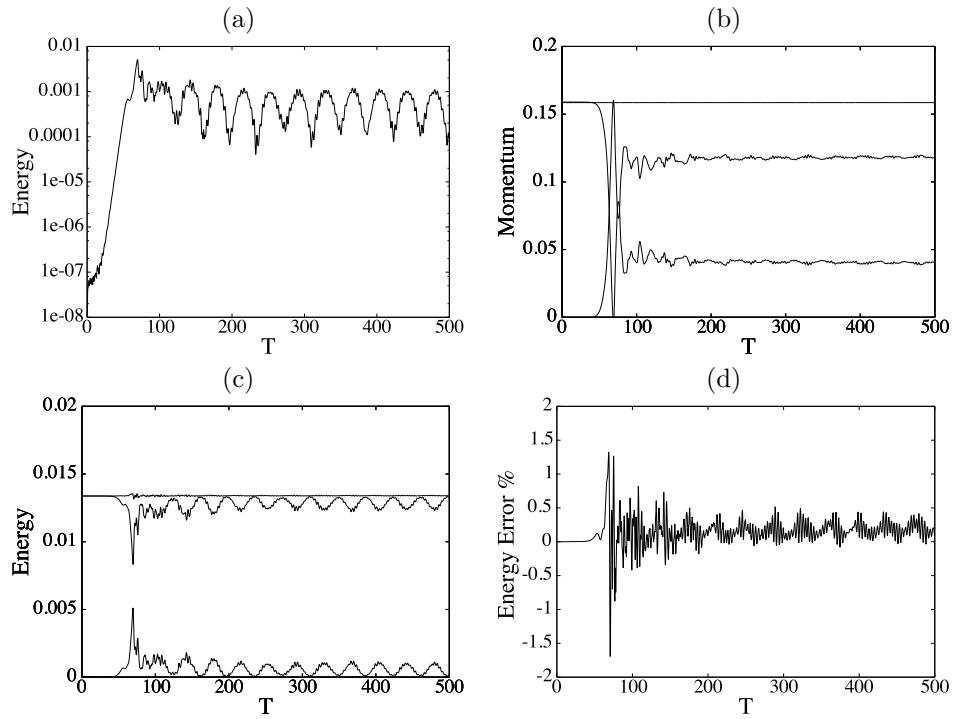 (a)
0.01
0.001
0.0001
1e-05
1e-06
1e-07
1e-08
Energy
0 100 200 300 400 500
T
(b)
0.2
0.15
0.1
0.05
0
Momentum
0 100 200 300 400 500
T
(c)
0.02
0.015
0.01
0.005
0
Energy
0 100 200 300 400 500
T
(d)
2
1.5
1
0.5
0
-0.5
-1
-1.5
-2
Energy Error %
0 100 200 300 400 500
T